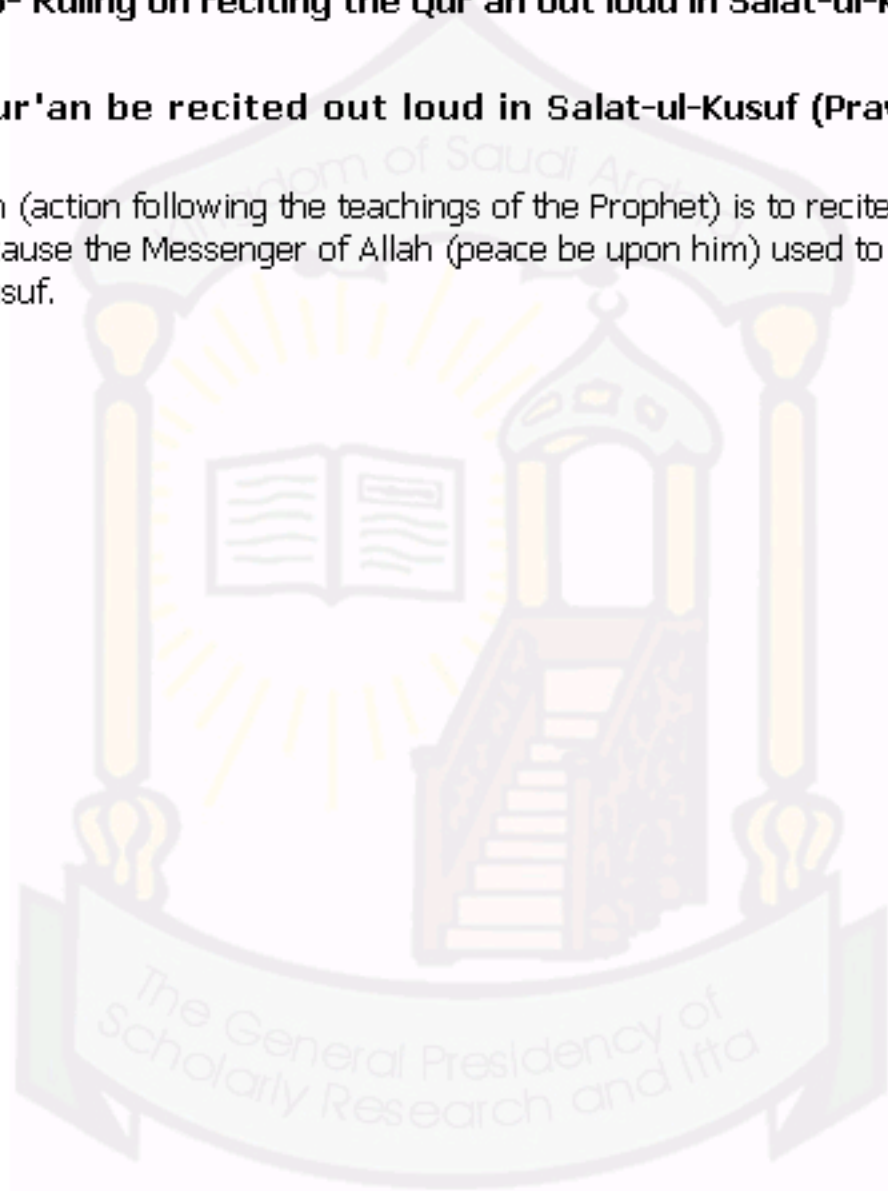 Ruling on reciting the Qur'an out loud in Salat-ul-
ur'an be recited out loud in Salat-ul-Kusuf (Pra
Kingdom of Saudi Arabia
n (action following the teachings of the Prophet) is to recite
ause the Messenger of Allah (peace be upon him) used to
suf.
The General Presidency of
Scholarly Research and Ifta